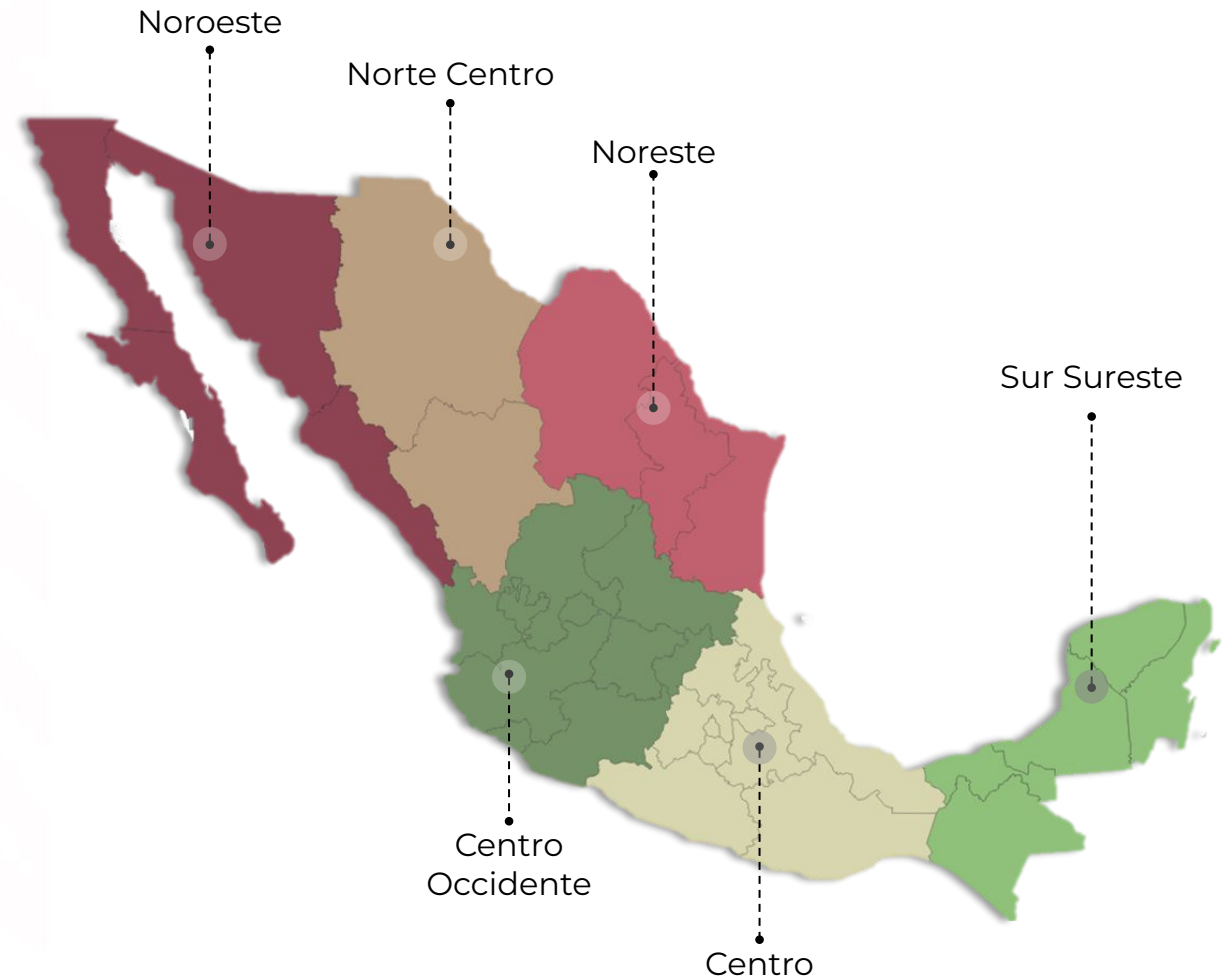 Noroeste
Norte Centro
Noreste
Sur Sureste
Centro
Occidente
Centro